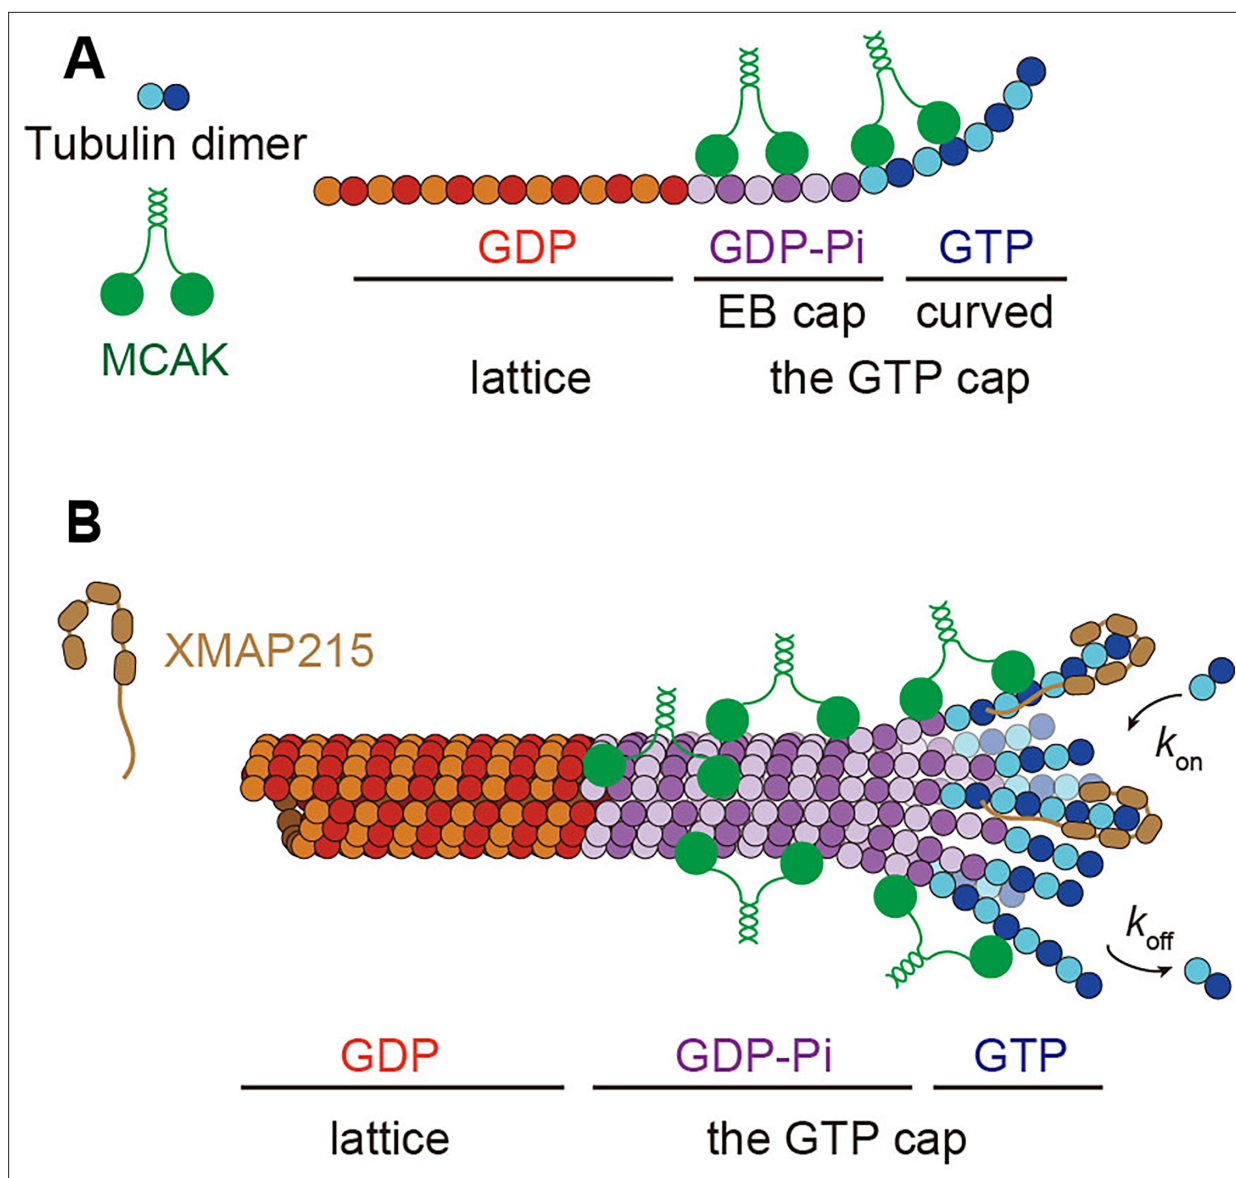 A
Tubulin dimer
MCAK
GDP GDP-Pi GTP
EB cap curved
lattice the GTP cap
B
XMAP215
kon
koff
GDP GDP-Pi GTP
lattice the GTP cap